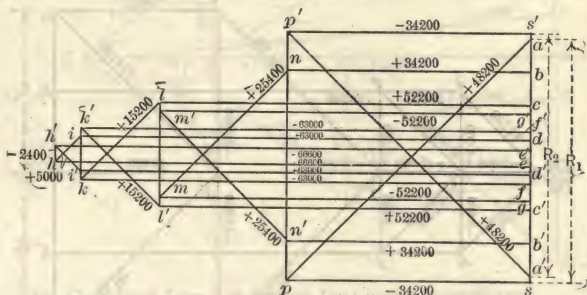 p' −34200 s'
a
n +34200 b
+25400 +48200
k' +15200 l +52200 c
m' −52200 g f'
i −63000 d
h' +63000
2400 −66600 e'
−66600 e
+5000 i' +63000 d'
k −63000
m −52200 f
+15200 l' +52200 g c'
+25400 +48200
n' +34200 b'
a'
p −34200 s
R₂ R₁